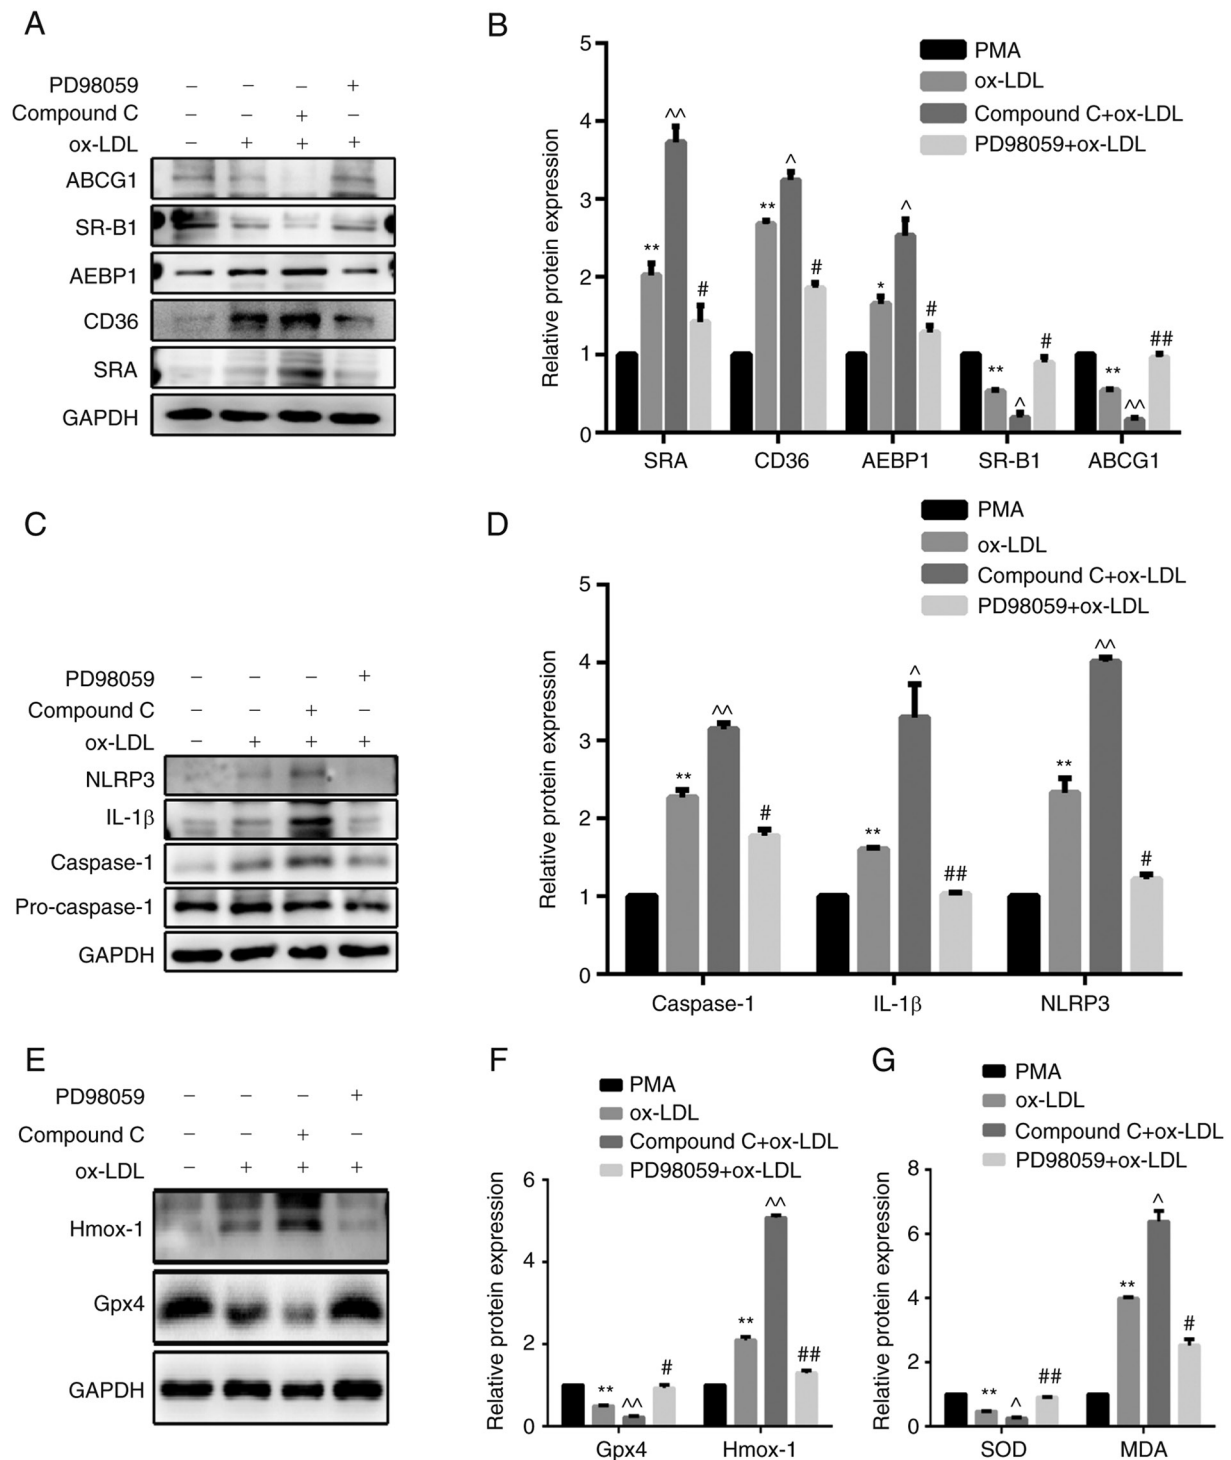 A
PD98059 − − − +
Compound C − − + −
ox-LDL − + + +
ABCG1
SR-B1
AEBP1
CD36
SRA
GAPDH
B
PMA
ox-LDL
Compound C+ox-LDL
PD98059+ox-LDL
Relative protein expression
5
4
3
2
1
0
** ^^ #
** ^ #
* ^ #
** ^ #
** ^^ ##
SRA CD36 AEBP1 SR-B1 ABCG1
C
PD98059 − − − +
Compound C − − + −
ox-LDL − + + +
NLRP3
IL-1β
Caspase-1
Pro-caspase-1
GAPDH
D
PMA
ox-LDL
Compound C+ox-LDL
PD98059+ox-LDL
Relative protein expression
5
4
3
2
1
0
** ^^ #
** ^ ##
** ^^ #
Caspase-1 IL-1β NLRP3
E
PD98059 − − − +
Compound C − − + −
ox-LDL − + + +
Hmox-1
Gpx4
GAPDH
F
PMA
ox-LDL
Compound C+ox-LDL
PD98059+ox-LDL
Relative protein expression
6
4
2
0
** ^^ #
** ^^ ##
Gpx4 Hmox-1
G
PMA
ox-LDL
Compound C+ox-LDL
PD98059+ox-LDL
Relative protein expression
8
6
4
2
0
** ^ ##
** ^ #
SOD MDA